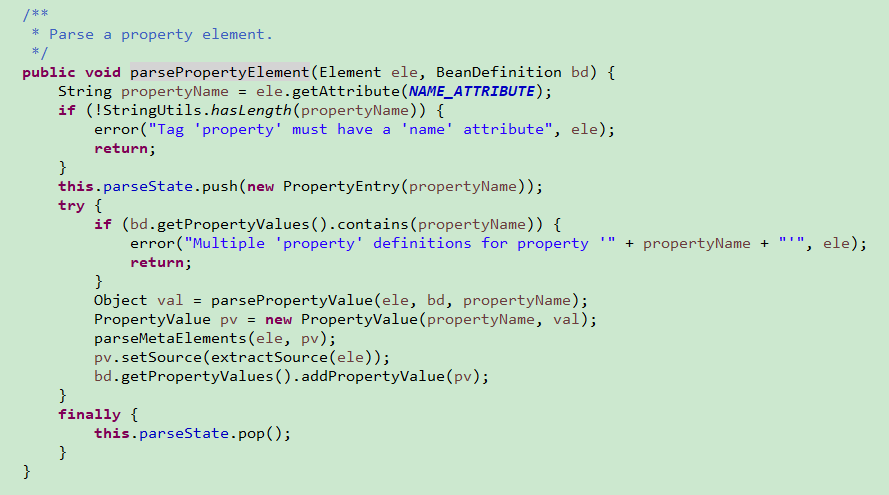 /**
 * Parse a property element.
 */
public void parsePropertyElement(Element ele, BeanDefinition bd) {
    String propertyName = ele.getAttribute(NAME_ATTRIBUTE);
    if (!StringUtils.hasLength(propertyName)) {
        error("Tag 'property' must have a 'name' attribute", ele);
        return;
    }
    this.parseState.push(new PropertyEntry(propertyName));
    try {
        if (bd.getPropertyValues().contains(propertyName)) {
            error("Multiple 'property' definitions for property '" + propertyName + "'", ele);
            return;
        }
        Object val = parsePropertyValue(ele, bd, propertyName);
        PropertyValue pv = new PropertyValue(propertyName, val);
        parseMetaElements(ele, pv);
        pv.setSource(extractSource(ele));
        bd.getPropertyValues().addPropertyValue(pv);
    }
    finally {
        this.parseState.pop();
    }
}